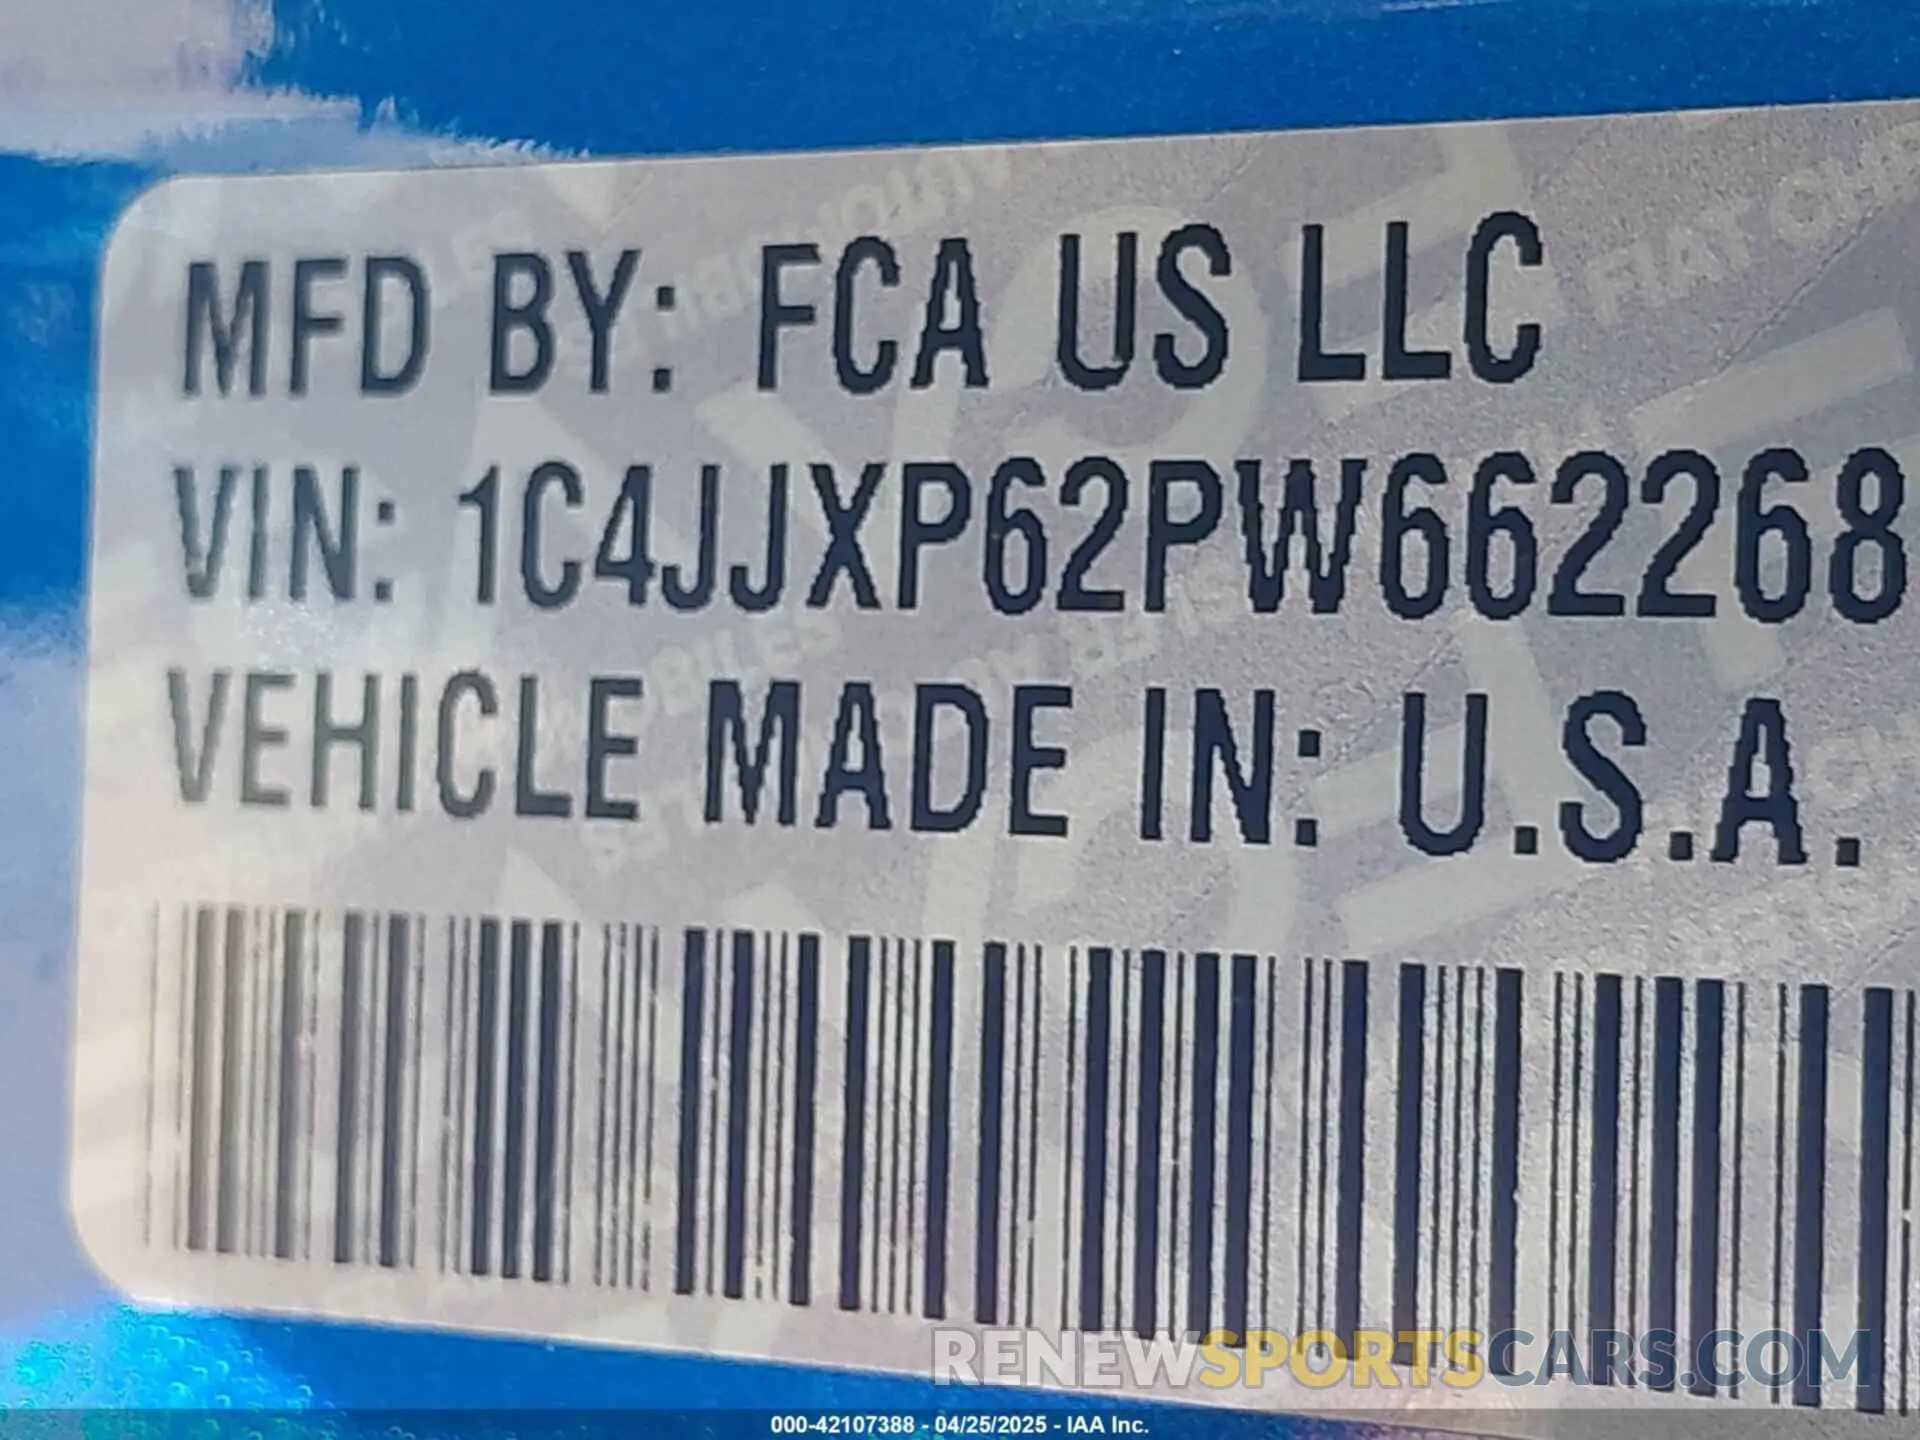 MFD BY: FCA US LLC
VIN: 1C4JJXP62PW662268
VEHICLE MADE IN: U.S.A.
RENEWSPORTSCARS.COM
000-42107388 - 04/25/2025 - IAA Inc.